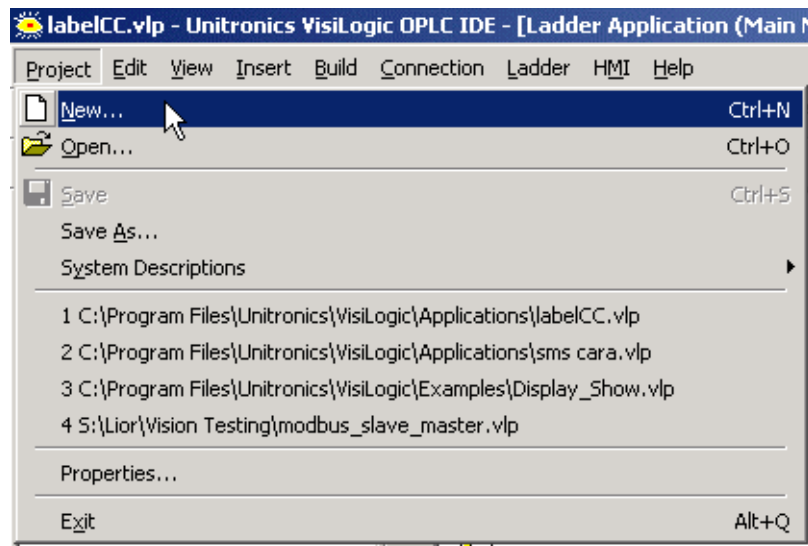 labelCC.vlp - Unitronics VisiLogic OPLC IDE - [Ladder Application (Main
Project Edit View Insert Build Connection Ladder HMI Help
New... Ctrl+N
Open... Ctrl+O
Save Ctrl+S
Save As...
System Descriptions
1 C:\Program Files\Unitronics\VisiLogic\Applications\labelCC.vlp
2 C:\Program Files\Unitronics\VisiLogic\Applications\sms cara.vlp
3 C:\Program Files\Unitronics\VisiLogic\Examples\Display_Show.vlp
4 S:\Lior\Vision Testing\modbus_slave_master.vlp
Properties...
Exit Alt+Q